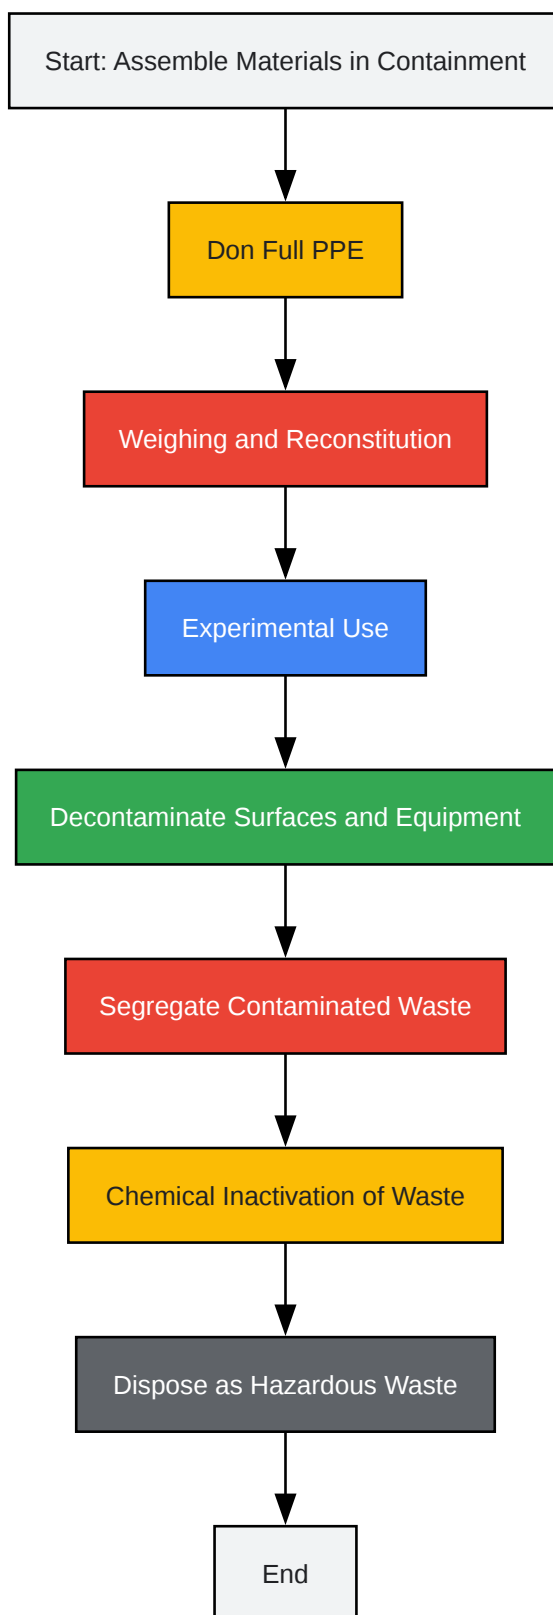 Start: Assemble Materials in Containment
Don Full PPE
Weighing and Reconstitution
Experimental Use
Decontaminate Surfaces and Equipment
Segregate Contaminated Waste
Chemical Inactivation of Waste
Dispose as Hazardous Waste
End